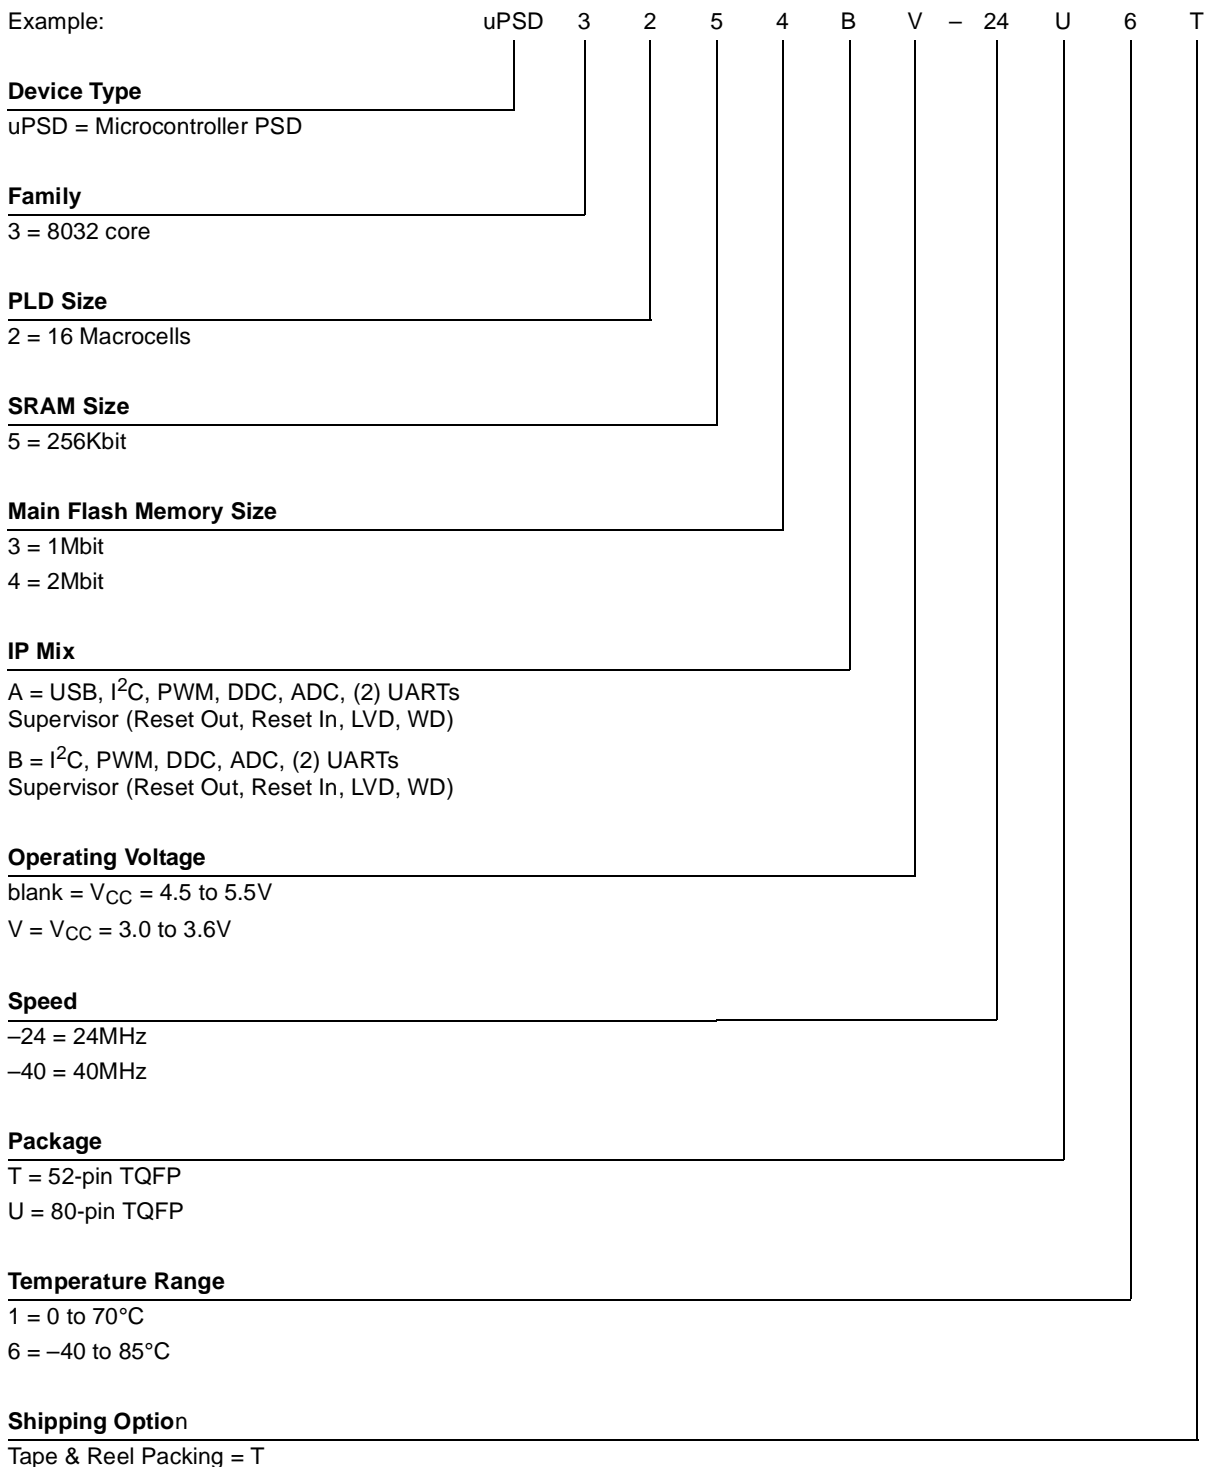 Example: uPSD 3 2 5 4 B V – 24 U 6 T
Device Type
uPSD = Microcontroller PSD
Family
3 = 8032 core
PLD Size
2 = 16 Macrocells
SRAM Size
5 = 256Kbit
Main Flash Memory Size
3 = 1Mbit
4 = 2Mbit
IP Mix
A = USB, I²C, PWM, DDC, ADC, (2) UARTs
Supervisor (Reset Out, Reset In, LVD, WD)
B = I²C, PWM, DDC, ADC, (2) UARTs
Supervisor (Reset Out, Reset In, LVD, WD)
Operating Voltage
blank = VCC = 4.5 to 5.5V
V = VCC = 3.0 to 3.6V
Speed
–24 = 24MHz
–40 = 40MHz
Package
T = 52-pin TQFP
U = 80-pin TQFP
Temperature Range
1 = 0 to 70°C
6 = –40 to 85°C
Shipping Option
Tape & Reel Packing = T